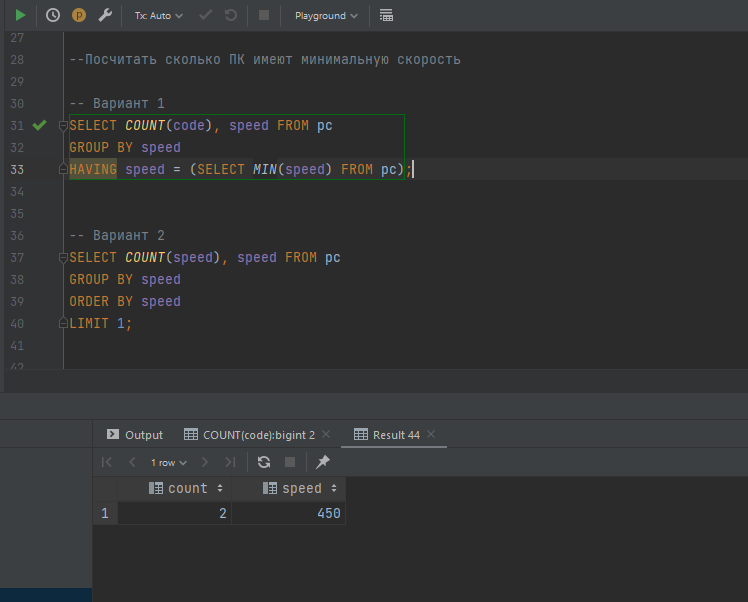 Tx: Auto
Playground
27
28 --Посчитать сколько ПК имеют минимальную скорость
29
30 -- Вариант 1
31 SELECT COUNT(code), speed FROM pc
32 GROUP BY speed
33 HAVING speed = (SELECT MIN(speed) FROM pc);
34
35
36 -- Вариант 2
37 SELECT COUNT(speed), speed FROM pc
38 GROUP BY speed
39 ORDER BY speed
40 LIMIT 1;
41
42
Output COUNT(code):bigint 2 Result 44
1 row
count speed
1 2 450